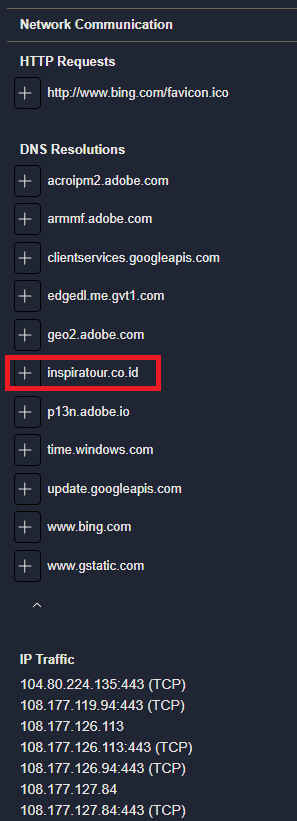 Network Communication
HTTP Requests
http://www.bing.com/favicon.ico
DNS Resolutions
acroipm2.adobe.com
armmf.adobe.com
clientservices.googleapis.com
edgedl.me.gvt1.com
geo2.adobe.com
inspiratour.co.id
p13n.adobe.io
time.windows.com
update.googleapis.com
www.bing.com
www.gstatic.com
IP Traffic
104.80.224.135:443 (TCP)
108.177.119.94:443 (TCP)
108.177.126.113
108.177.126.113:443 (TCP)
108.177.126.94:443 (TCP)
108.177.127.84
108.177.127.84:443 (TCP)